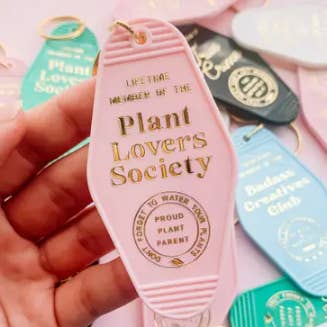 LIFETIME
MEMBER OF THE
Plant
Lovers
Society
DON'T FORGET TO WATER YOUR PLANTS
PROUD
PLANT
PARENT
Plant
Lovers
Society
Badass
Creatives
Club